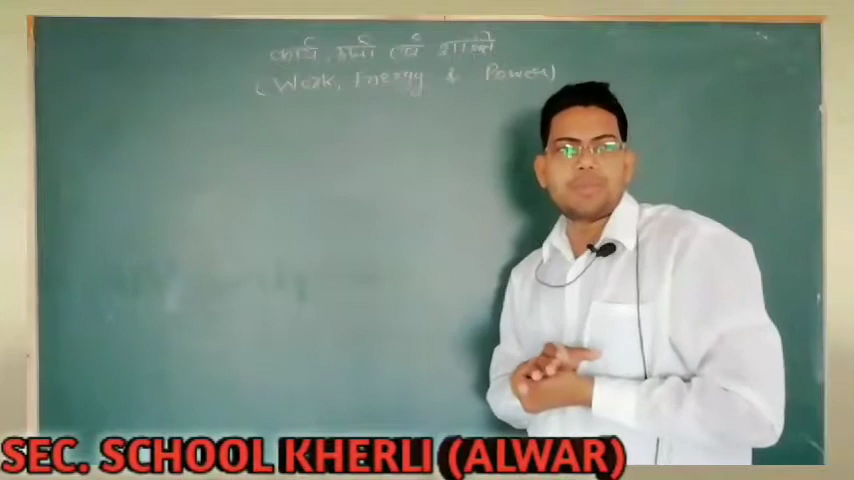 कार्य, ऊर्जा एवं शक्ति
(Work, Energy & Power)
SEC. SCHOOL KHERLI (ALWAR)